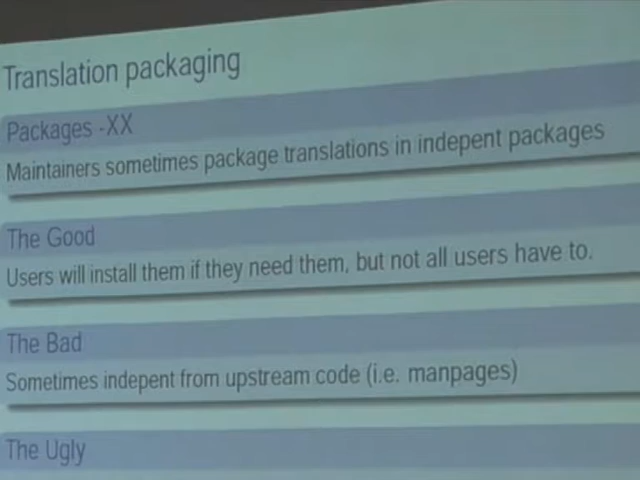 Translation packaging
Packages -XX
Maintainers sometimes package translations in indepent packages
The Good
Users will install them if they need them, but not all users have to.
The Bad
Sometimes indepent from upstream code (i.e. manpages)
The Ugly